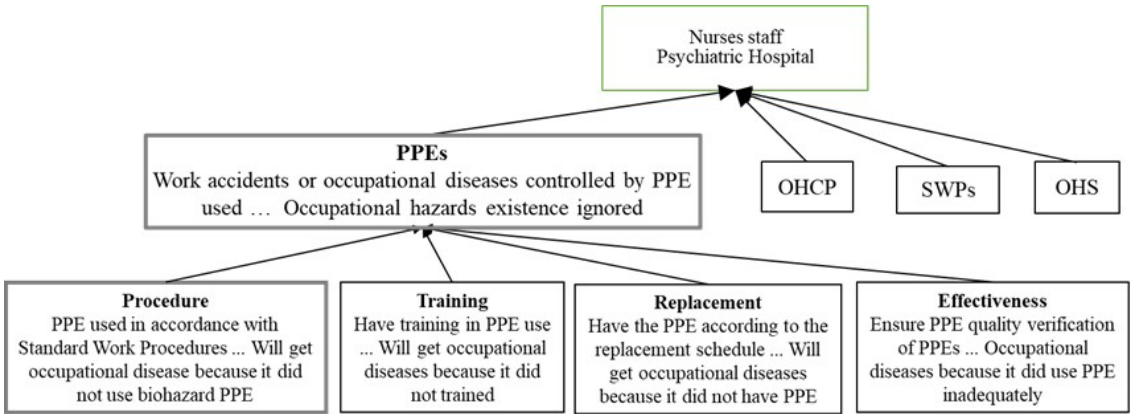 Nurses staff
Psychiatric Hospital
PPEs
Work accidents or occupational diseases controlled by PPE
used ... Occupational hazards existence ignored
OHCP
SWPs
OHS
Procedure
PPE used in accordance with
Standard Work Procedures ... Will get
occupational disease because it did
not use biohazard PPE
Training
Have training in PPE use
... Will get occupational
diseases because it did
not trained
Replacement
Have the PPE according to the
replacement schedule ... Will
get occupational diseases
because it did not have PPE
Effectiveness
Ensure PPE quality verification
of PPEs ... Occupational
diseases because it did use PPE
inadequately